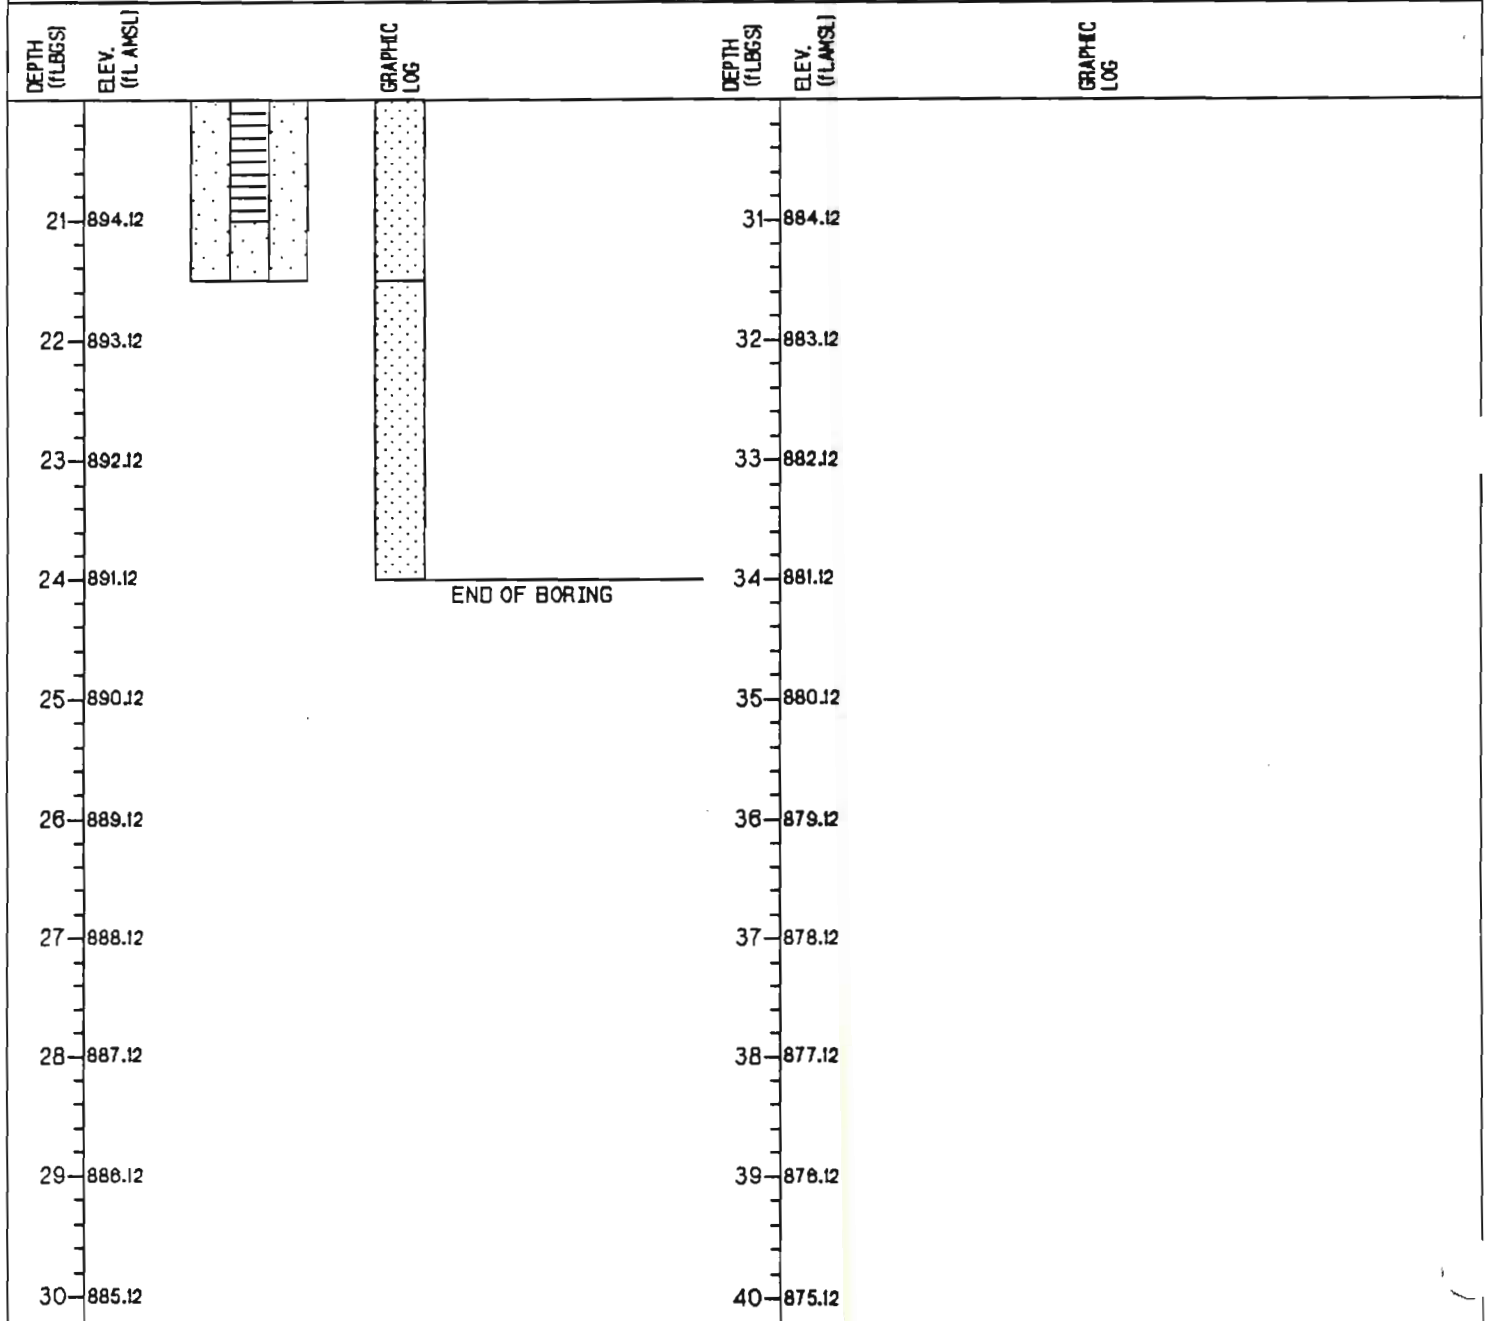 DEPTH
(ft.BGS)
ELEV.
(ft. AMSL)
GRAPHIC
LOG
DEPTH
(ft.BGS)
ELEV.
(ft.AMSL)
GRAPHIC
LOG
21 894.12
22 893.12
23 892.12
24 891.12
END OF BORING
25 890.12
26 889.12
27 888.12
28 887.12
29 886.12
30 885.12
31 884.12
32 883.12
33 882.12
34 881.12
35 880.12
36 879.12
37 878.12
38 877.12
39 876.12
40 875.12